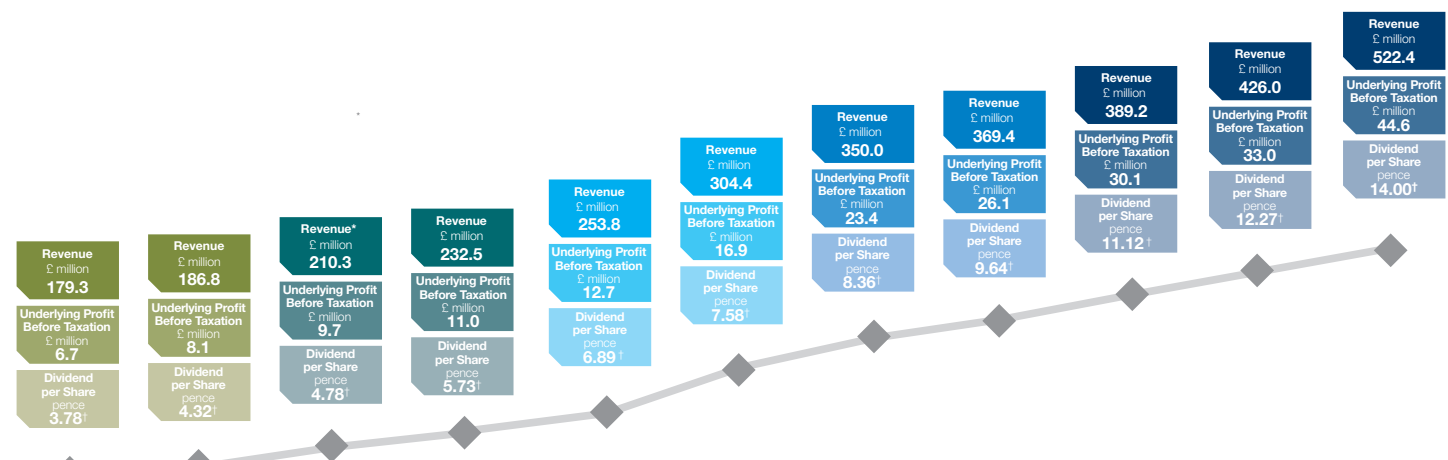 Revenue
£ million
179.3
Underlying Profit
Before Taxation
£ million
6.7
Dividend
per Share
pence
3.78†
Revenue
£ million
186.8
Underlying Profit
Before Taxation
£ million
8.1
Dividend
per Share
pence
4.32†
Revenue*
£ million
210.3
Underlying Profit
Before Taxation
£ million
9.7
Dividend
per Share
pence
4.78†
Revenue
£ million
232.5
Underlying Profit
Before Taxation
£ million
11.0
Dividend
per Share
pence
5.73†
Revenue
£ million
253.8
Underlying Profit
Before Taxation
£ million
12.7
Dividend
per Share
pence
6.89 †
Revenue
£ million
304.4
Underlying Profit
Before Taxation
£ million
16.9
Dividend
per Share
pence
7.58†
Revenue
£ million
350.0
Underlying Profit
Before Taxation
£ million
23.4
Dividend
per Share
pence
8.36†
Revenue
£ million
369.4
Underlying Profit
Before Taxation
£ million
26.1
Dividend
per Share
pence
9.64†
Revenue
£ million
389.2
Underlying Profit
Before Taxation
£ million
30.1
Dividend
per Share
pence
11.12 †
Revenue
£ million
426.0
Underlying Profit
Before Taxation
£ million
33.0
Dividend
per Share
pence
12.27†
Revenue
£ million
522.4
Underlying Profit
Before Taxation
£ million
44.6
Dividend
per Share
pence
14.00†